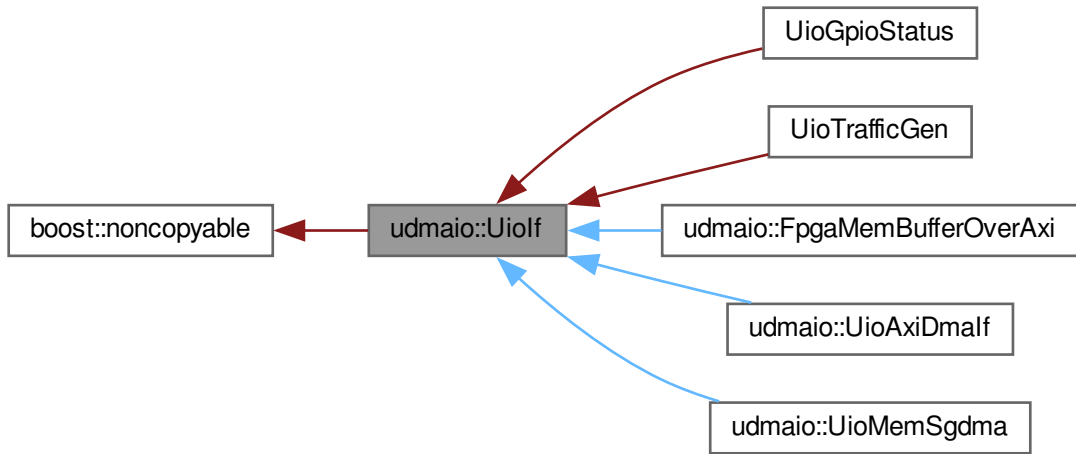 UioGpioStatus
UioTrafficGen
boost::noncopyable
udmaio::UioIf
udmaio::FpgaMemBufferOverAxi
udmaio::UioAxiDmaIf
udmaio::UioMemSgdma